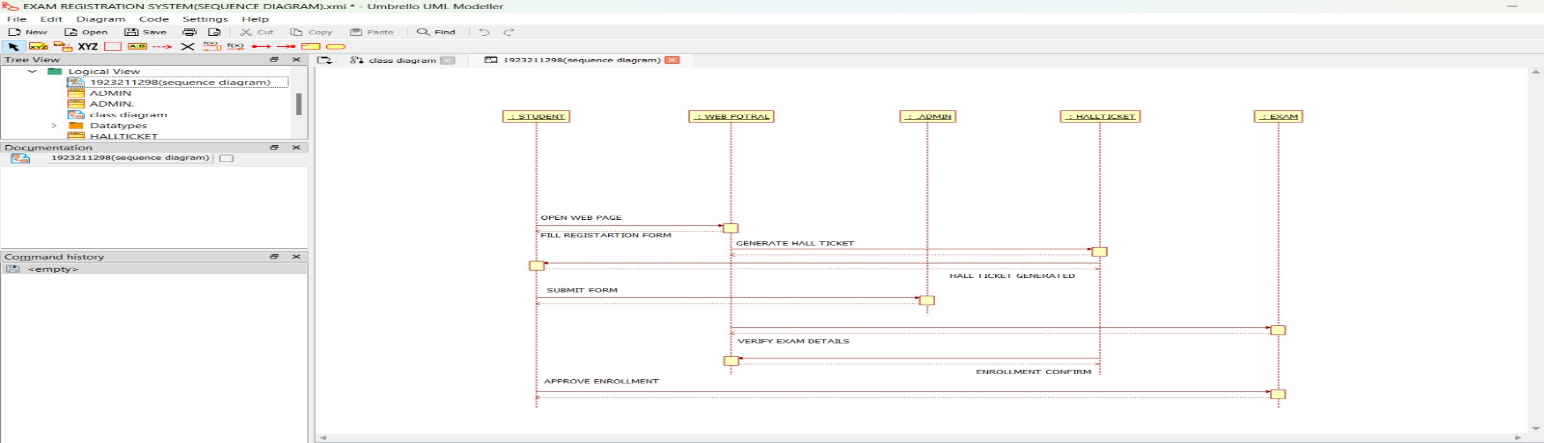 EXAM REGISTRATION SYSTEM(SEQUENCE DIAGRAM).xmi * - Umbrello UML Modeller
File Edit Diagram Code Settings Help
New Open Save Cut Copy Paste Find
XYZ XYZ A:B f(x) f(x)
Tree View
Logical View
1923211298(sequence diagram)
ADMIN
ADMIN.
class diagram
Datatypes
HALLTICKET
Documentation
1923211298(sequence diagram)
Command history
<empty>
class diagram 1923211298(sequence diagram)
: STUDENT : WEB POTRAL : .ADMIN : HALLTICKET : EXAM
OPEN WEB PAGE
FILL REGISTARTION FORM
GENERATE HALL TICKET
HALL TICKET GENERATED
SUBMIT FORM
VERIFY EXAM DETAILS
ENROLLMENT CONFIRM
APPROVE ENROLLMENT